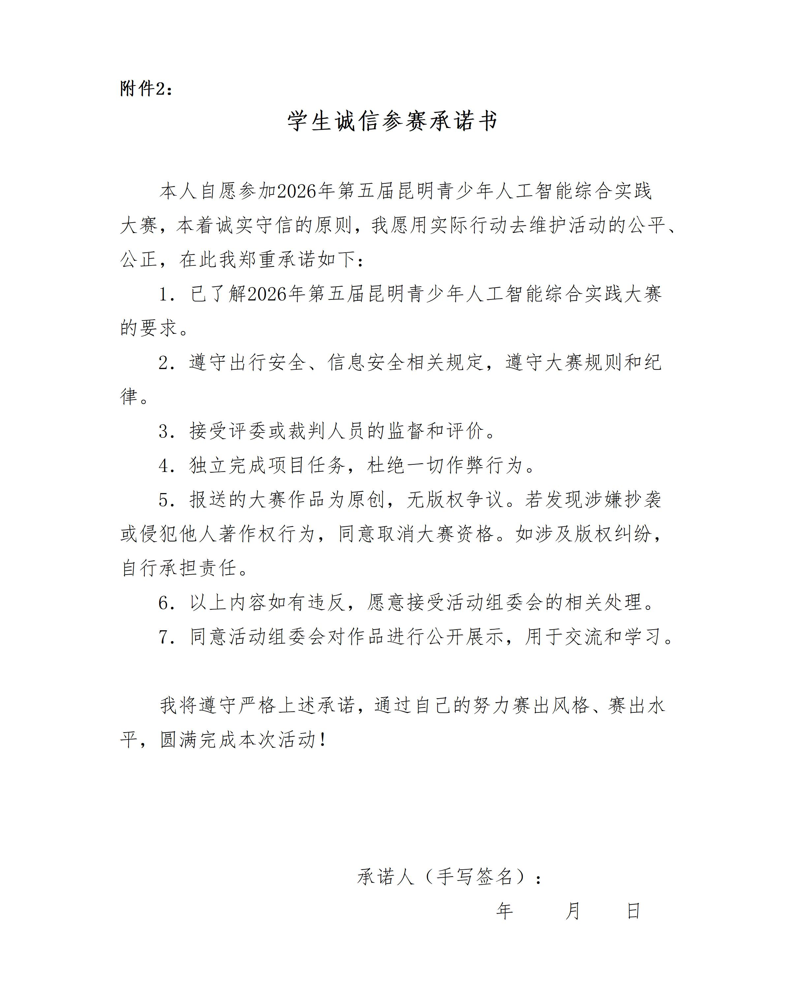 附件2：
学生诚信参赛承诺书
本人自愿参加2026年第五届昆明青少年人工智能综合实践
大赛，本着诚实守信的原则，我愿用实际行动去维护活动的公平、
公正，在此我郑重承诺如下：
1．已了解2026年第五届昆明青少年人工智能综合实践大赛
的要求。
2．遵守出行安全、信息安全相关规定，遵守大赛规则和纪
律。
3．接受评委或裁判人员的监督和评价。
4．独立完成项目任务，杜绝一切作弊行为。
5．报送的大赛作品为原创，无版权争议。若发现涉嫌抄袭
或侵犯他人著作权行为，同意取消大赛资格。如涉及版权纠纷，
自行承担责任。
6．以上内容如有违反，愿意接受活动组委会的相关处理。
7．同意活动组委会对作品进行公开展示，用于交流和学习。
我将遵守严格上述承诺，通过自己的努力赛出风格、赛出水
平，圆满完成本次活动！
承诺人（手写签名）：
年 月 日